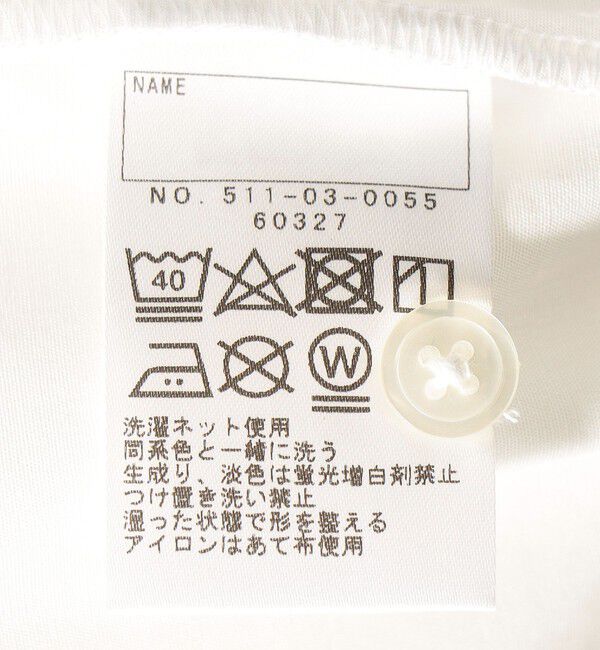 NAME
NO. 511-03-0055
60327
40
W
洗濯ネット使用
同系色と一緒に洗う
生成り、淡色は蛍光増白剤禁止
つけ置き洗い禁止
湿った状態で形を整える
アイロンはあて布使用